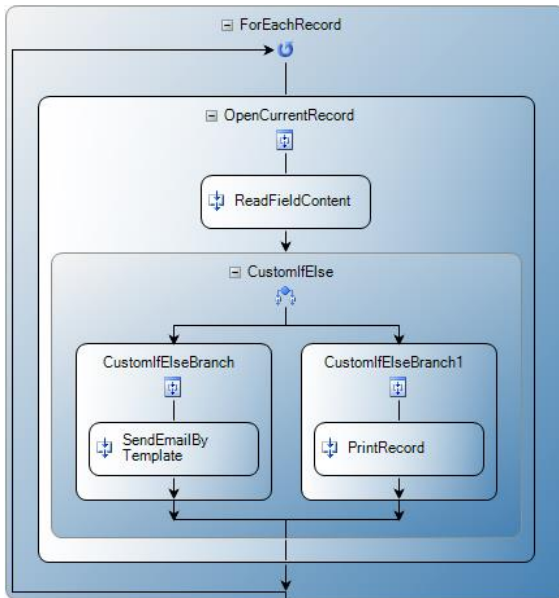 ForEachRecord
OpenCurrentRecord
ReadFieldContent
CustomIfElse
CustomIfElseBranch
CustomIfElseBranch1
SendEmailBy
Template
PrintRecord